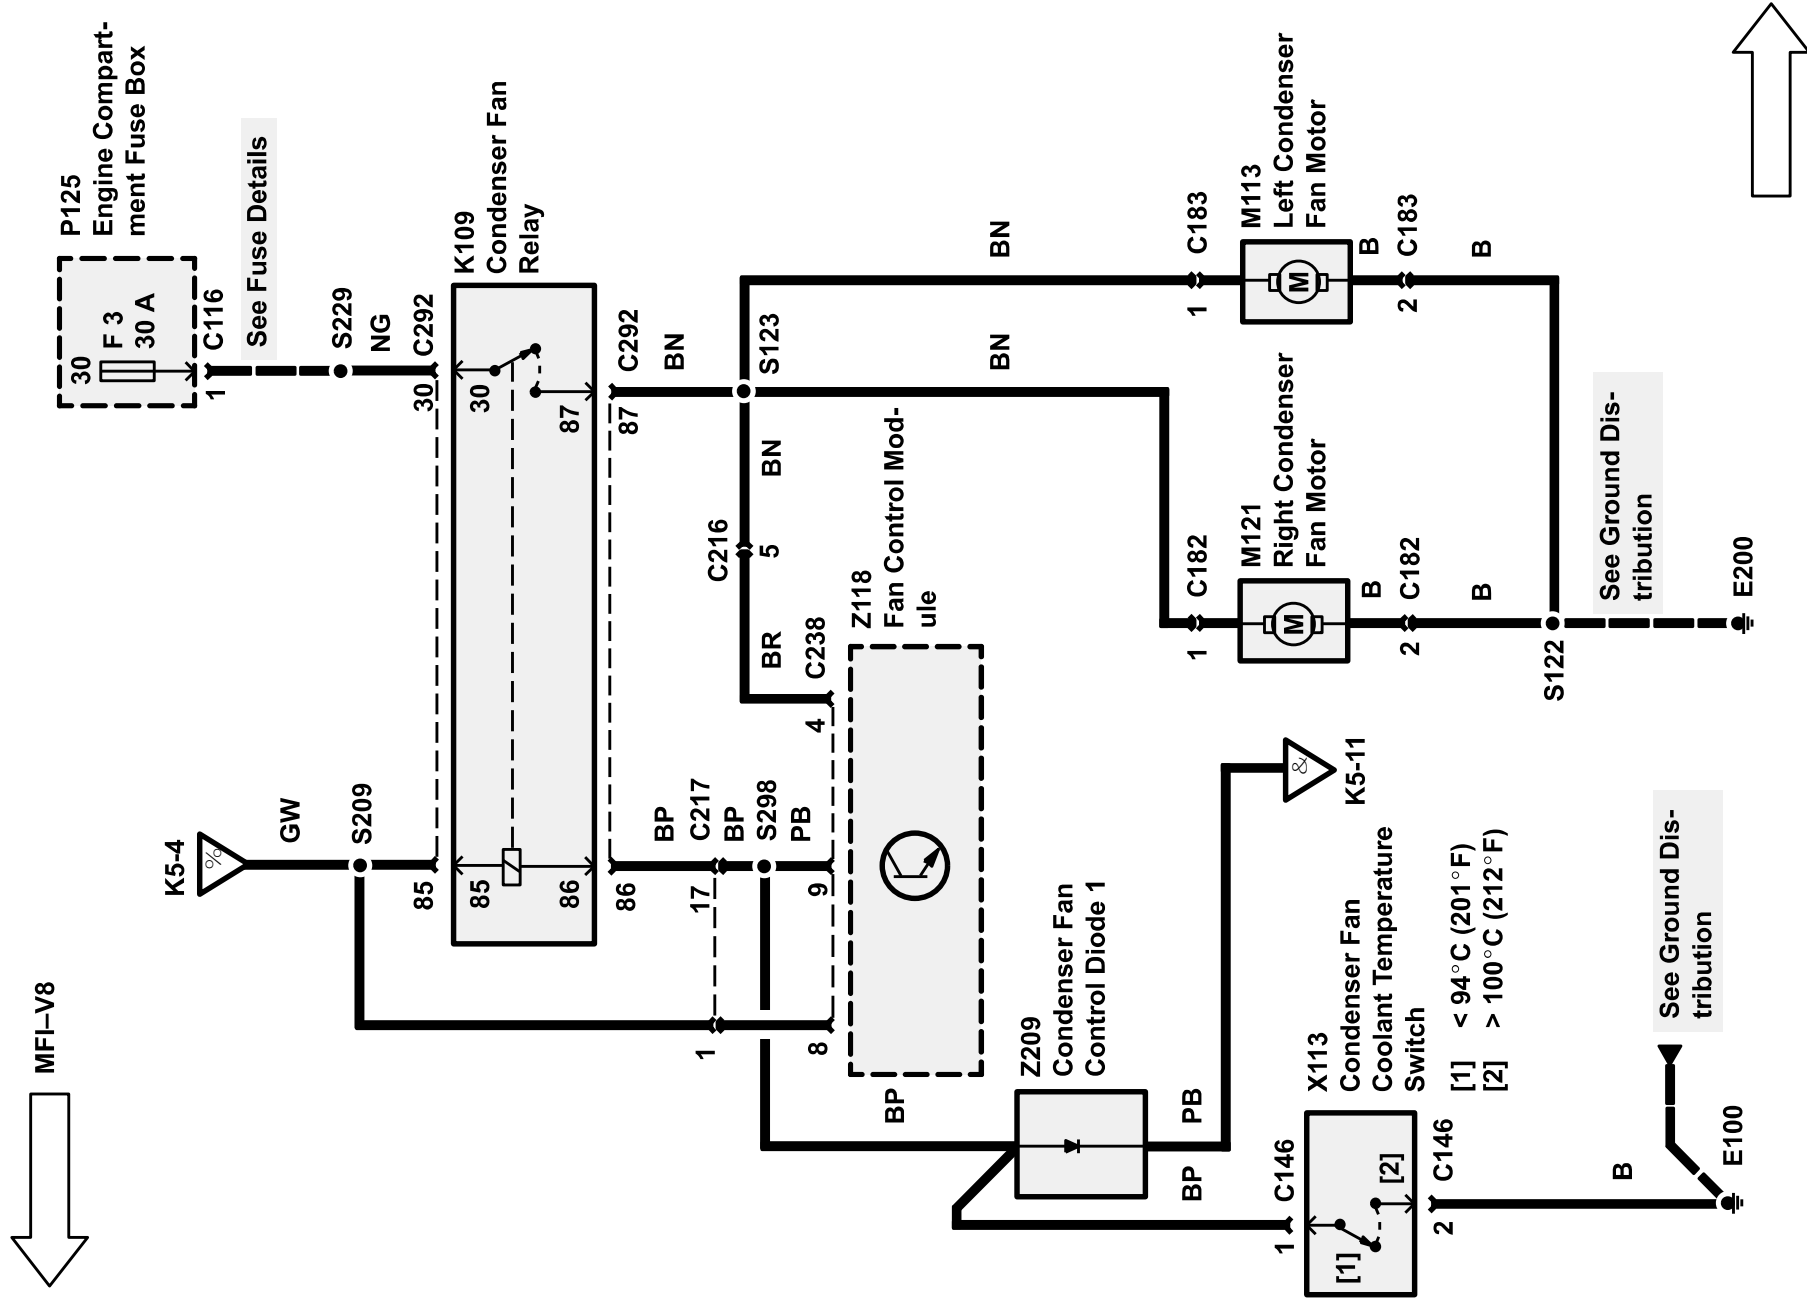 MFI–V8
K5-4
%
GW
S209
85
85
86
86
BP
C217
17
BP
S298
PB
9
1
8
P125
Engine Compart-
ment Fuse Box
30
F 3
30 A
C116
1
See Fuse Details
S229
NG
C292
30
K109
Condenser Fan
Relay
30
87
C292
87
BN
S123
BN
C216
5
BR
C238
4
Z118
Fan Control Mod-
ule
BN
BN
C183
1
M113
Left Condenser
Fan Motor
M
B
C183
2
B
C182
1
M121
Right Condenser
Fan Motor
M
B
C182
2
B
S122
See Ground Dis-
tribution
E200
BP
Z209
Condenser Fan
Control Diode 1
PB
BP
&
K5-11
C146
1
X113
Condenser Fan
Coolant Temperature
Switch
[1] < 94°C (201°F)
[2] > 100°C (212°F)
[1]
[2]
C146
2
B
See Ground Dis-
tribution
E100